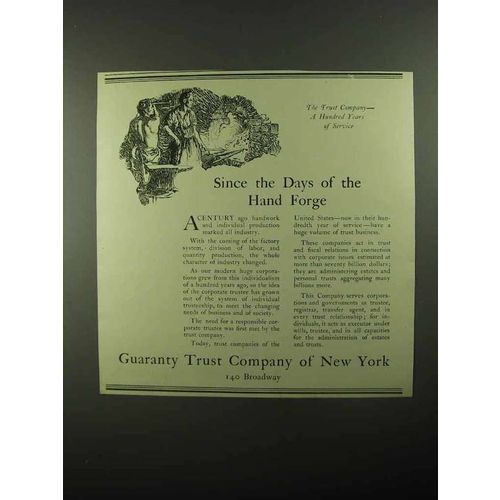 The Trust Company—
A Hundred Years
of Service
Since the Days of the
Hand Forge
A CENTURY ago handwork
and individual production
marked all industry.
With the coming of the factory
system, division of labor, and
quantity production, the whole
character of industry changed.
As our modern huge corpora-
tions grew from this individualism
of a hundred years ago, so the idea
of the corporate trustee has grown
out of the system of individual
trusteeship, to meet the changing
needs of business and of society.
The need for a responsible cor-
porate trustee was first met by the
trust company.
Today, trust companies of the
United States—now in their hun-
dredth year of service—have a
huge volume of trust business.
These companies act in trust
and fiscal relations in connection
with corporate issues estimated at
more than seventy billion dollars;
they are administering estates and
personal trusts aggregating many
billions more.
This Company serves corpora-
tions and governments as trustee,
registrar, transfer agent, and in
every trust relationship; for in-
dividuals, it acts as executor under
wills, trustee, and in all capacities
for the administration of estates
and trusts.
Guaranty Trust Company of New York
140 Broadway